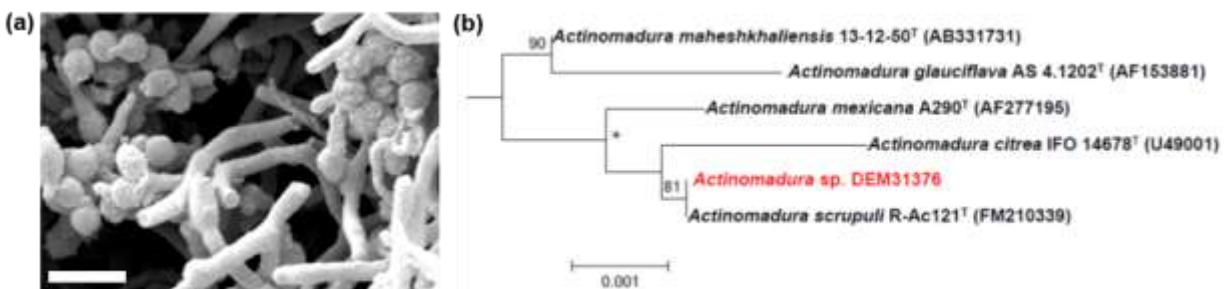 (a)
(b)
90
Actinomadura maheshkhaliensis 13-12-50ᵀ (AB331731)
Actinomadura glauciflava AS 4.1202ᵀ (AF153881)
Actinomadura mexicana A290ᵀ (AF277195)
*
Actinomadura citrea IFO 14678ᵀ (U49001)
81
Actinomadura sp. DEM31376
Actinomadura scrupuli R-Ac121ᵀ (FM210339)
0.001